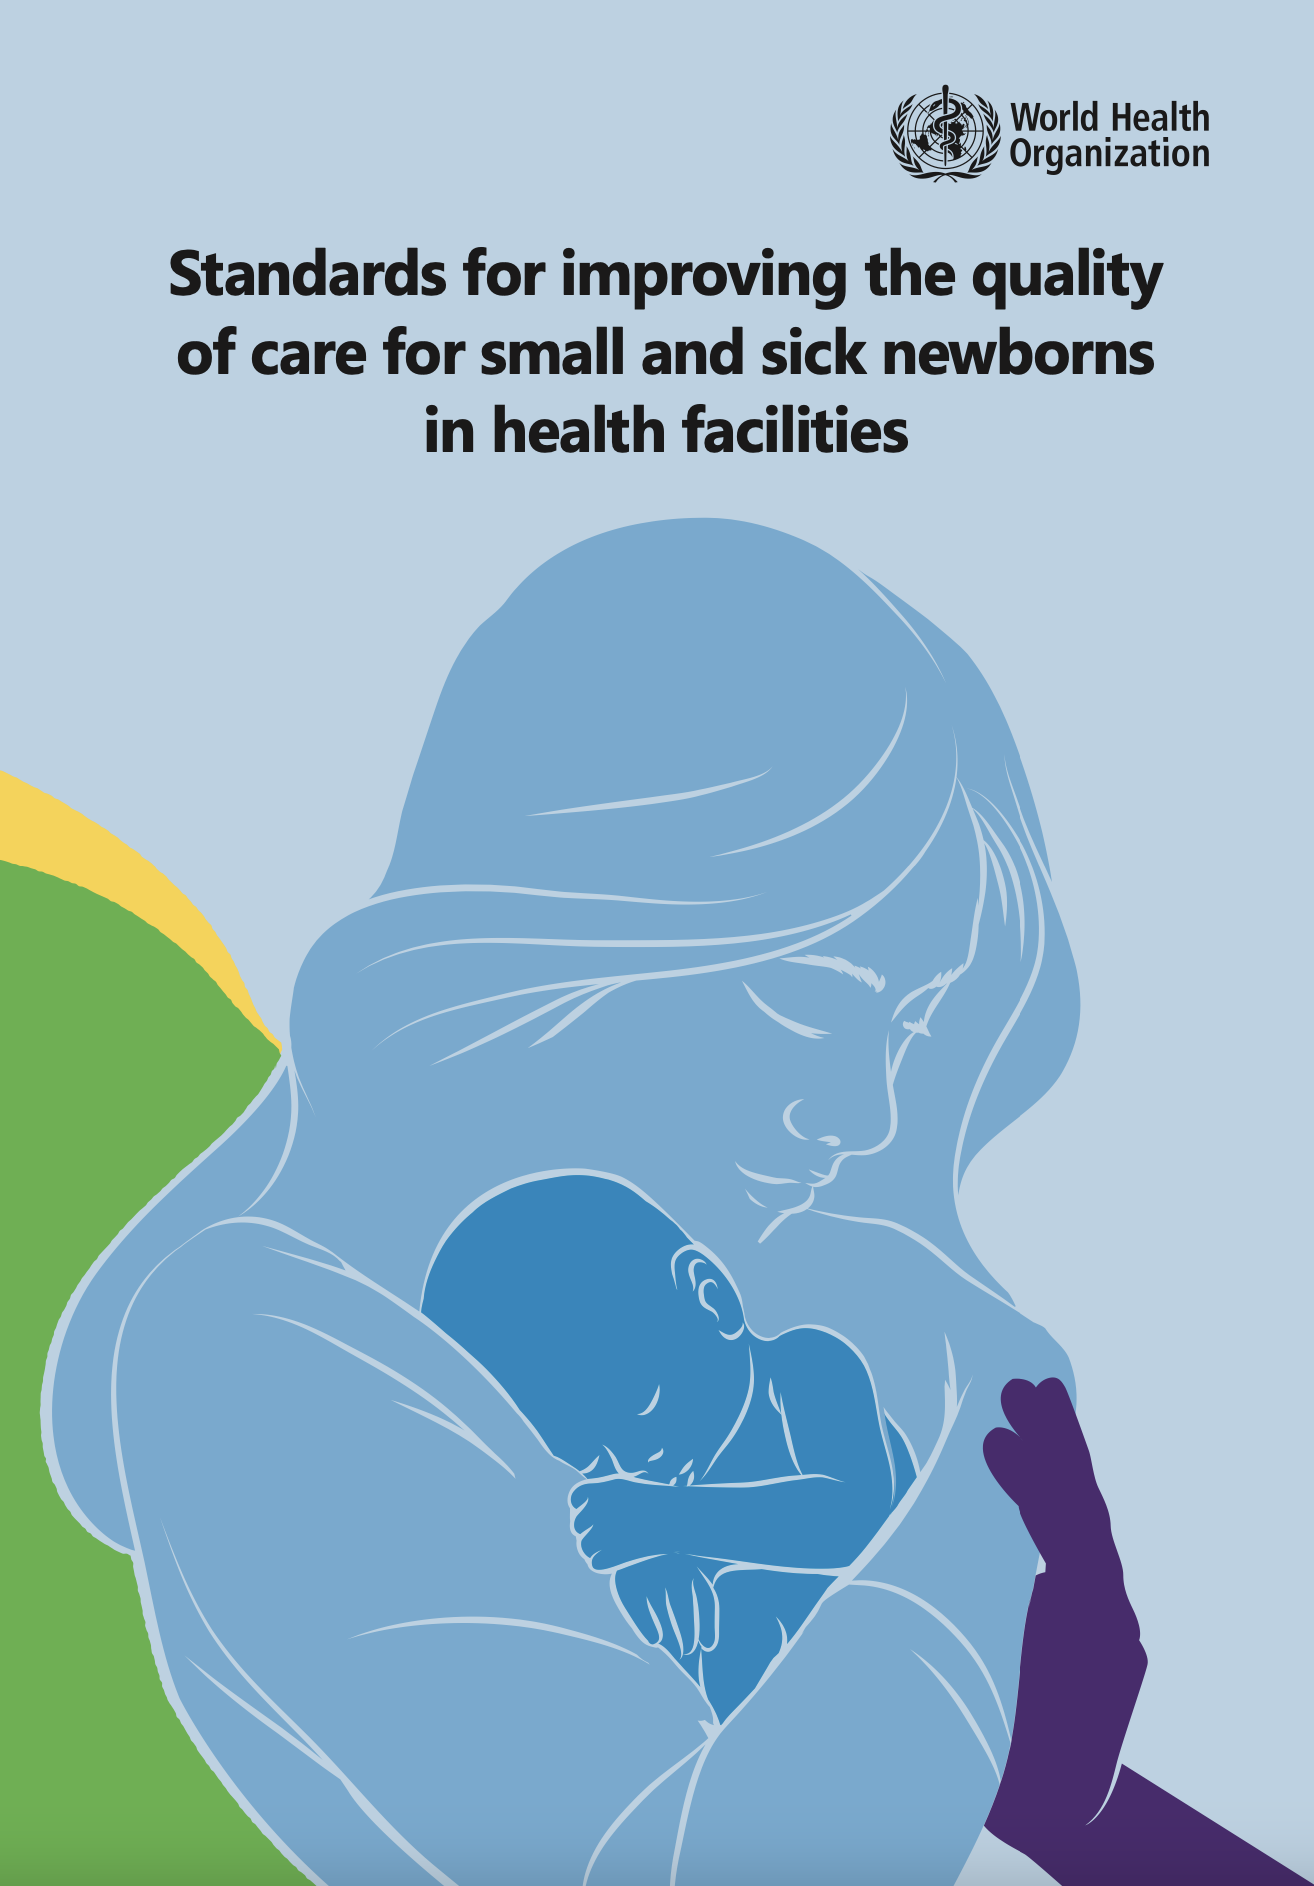 World Health
Organization
Standards for improving the quality
of care for small and sick newborns
in health facilities